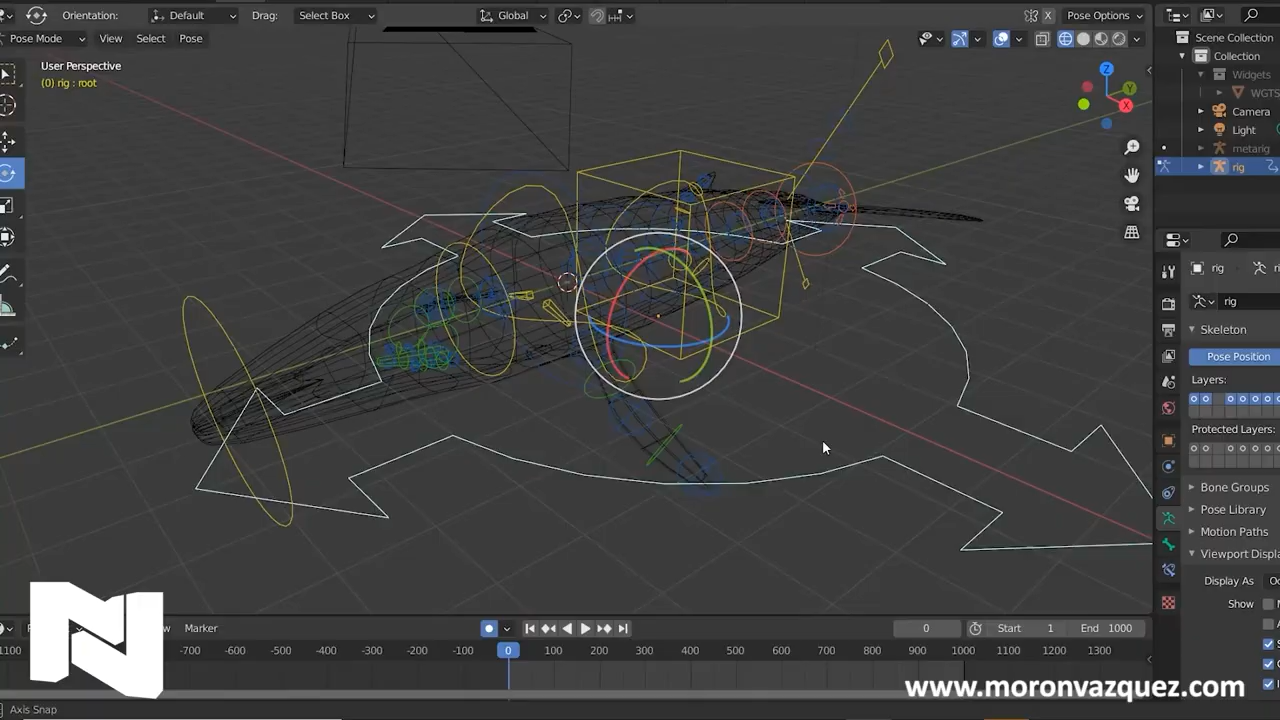 Orientation: Default Drag: Select Box Global X Pose Options
Pose Mode View Select Pose
User Perspective
(0) rig : root
Z
Y
X
Scene Collection
Collection
Widgets
WGTS
Camera
Light
metarig
rig
rig
rig
Skeleton
Pose Position
Layers:
Protected Layers:
Bone Groups
Pose Library
Motion Paths
Viewport Displa
Display As
Show
Marker
0 Start 1 End 1000
-700 -600 -500 -400 -300 -200 -100 0 100 200 300 400 500 600 700 800 900 1000 1100 1200 1300
N
www.moronvazquez.com
Axis Snap